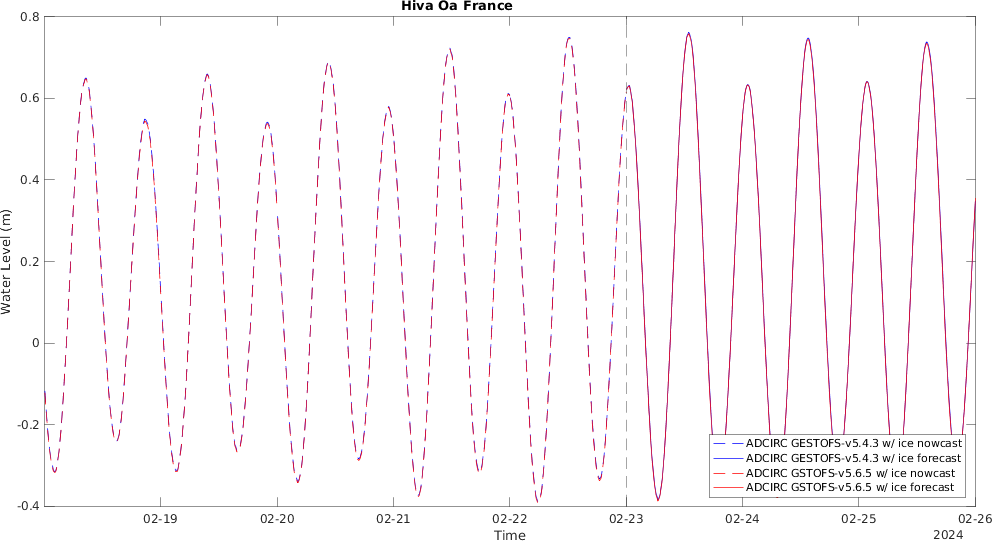 Hiva Oa France
0.8
0.6
0.4
0.2
0
-0.2
-0.4
Water Level (m)
ADCIRC GESTOFS-v5.4.3 w/ ice nowcast
ADCIRC GESTOFS-v5.4.3 w/ ice forecast
ADCIRC GSTOFS-v5.6.5 w/ ice nowcast
ADCIRC GSTOFS-v5.6.5 w/ ice forecast
02-19 02-20 02-21 02-22 02-23 02-24 02-25 02-26
Time
2024